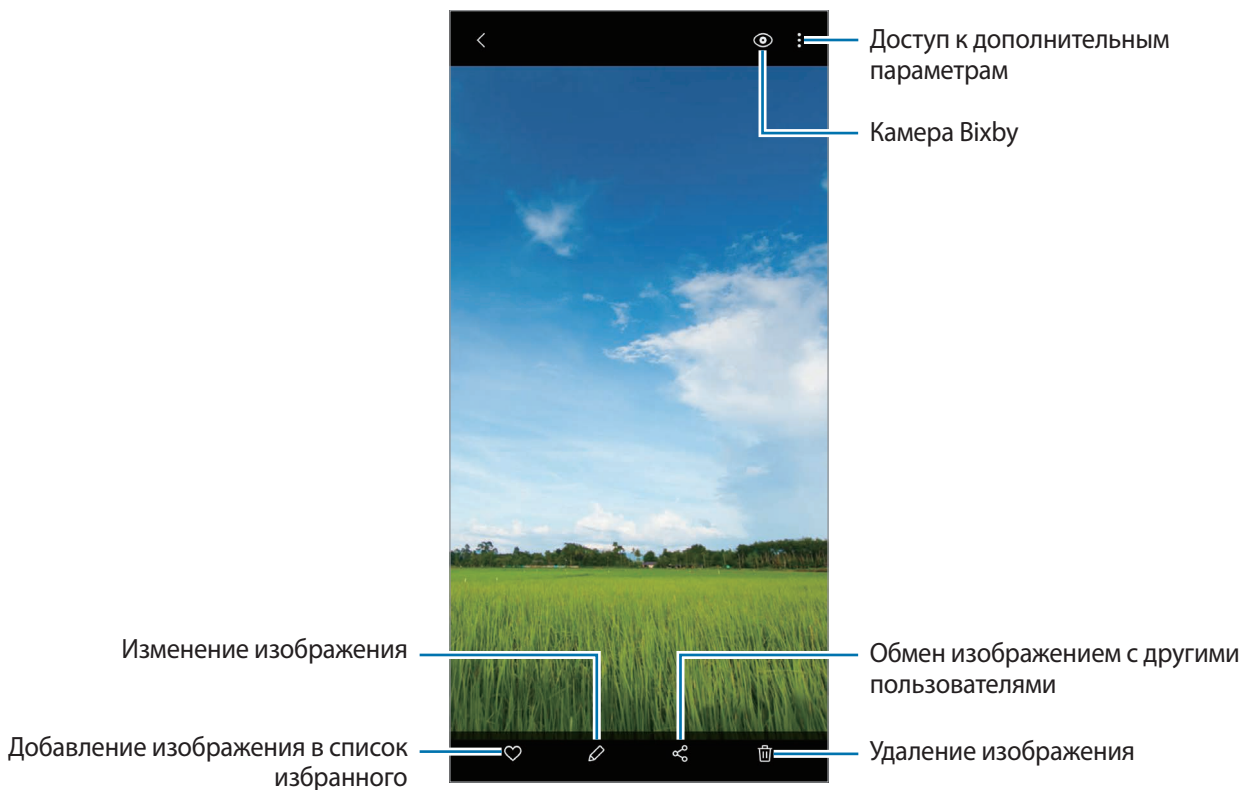 Доступ к дополнительным
параметрам
Камера Bixby
Изменение изображения
Обмен изображением с другими
пользователями
Добавление изображения в список
избранного
Удаление изображения